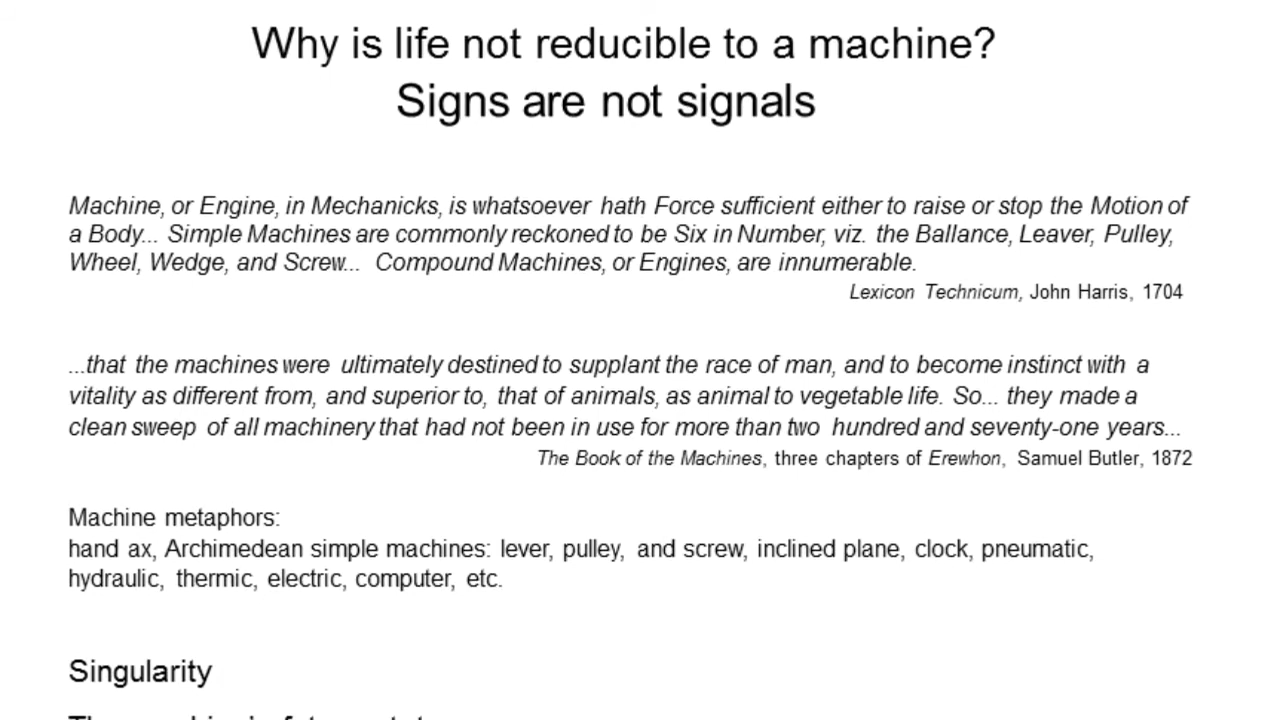 Why is life not reducible to a machine?
Signs are not signals
Machine, or Engine, in Mechanicks, is whatsoever hath Force sufficient either to raise or stop the Motion of
a Body... Simple Machines are commonly reckoned to be Six in Number, viz. the Ballance, Leaver, Pulley,
Wheel, Wedge, and Screw... Compound Machines, or Engines, are innumerable.
Lexicon Technicum, John Harris, 1704
...that the machines were ultimately destined to supplant the race of man, and to become instinct with a
vitality as different from, and superior to, that of animals, as animal to vegetable life. So... they made a
clean sweep of all machinery that had not been in use for more than two hundred and seventy-one years...
The Book of the Machines, three chapters of Erewhon, Samuel Butler, 1872
Machine metaphors:
hand ax, Archimedean simple machines: lever, pulley, and screw, inclined plane, clock, pneumatic,
hydraulic, thermic, electric, computer, etc.
Singularity